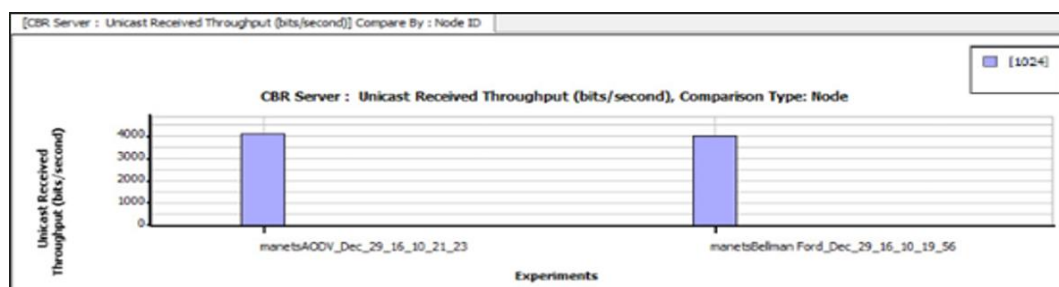 [CBR Server : Unicast Received Throughput (bits/second)] Compare By : Node ID
[1024]
CBR Server : Unicast Received Throughput (bits/second), Comparison Type: Node
Unicast Received
Throughput (bits/second)
4000
3000
2000
1000
0
manetsAODV_Dec_29_16_10_21_23
manetsBellman Ford_Dec_29_16_10_19_56
Experiments